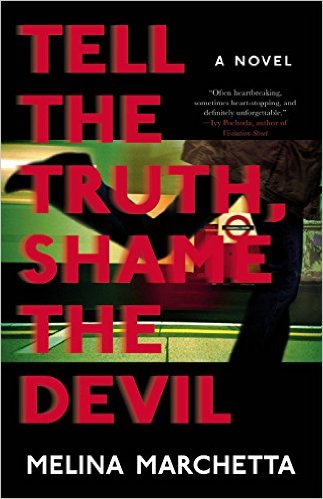 TELL
A NOVEL
THE
"Often heartbreaking,
sometimes heart-stopping, and
definitely unforgettable."
—Ivy Pochoda, author of
Visitation Street
TRUTH,
SHAME
THE
DEVIL
MELINA MARCHETTA